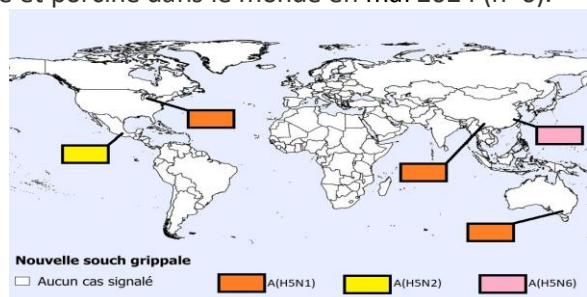 e et porcine dans le monde en mai 2024 (n=6).
Nouvelle souch grippale
Aucun cas signalé
A(H5N1)
A(H5N2)
A(H5N6)